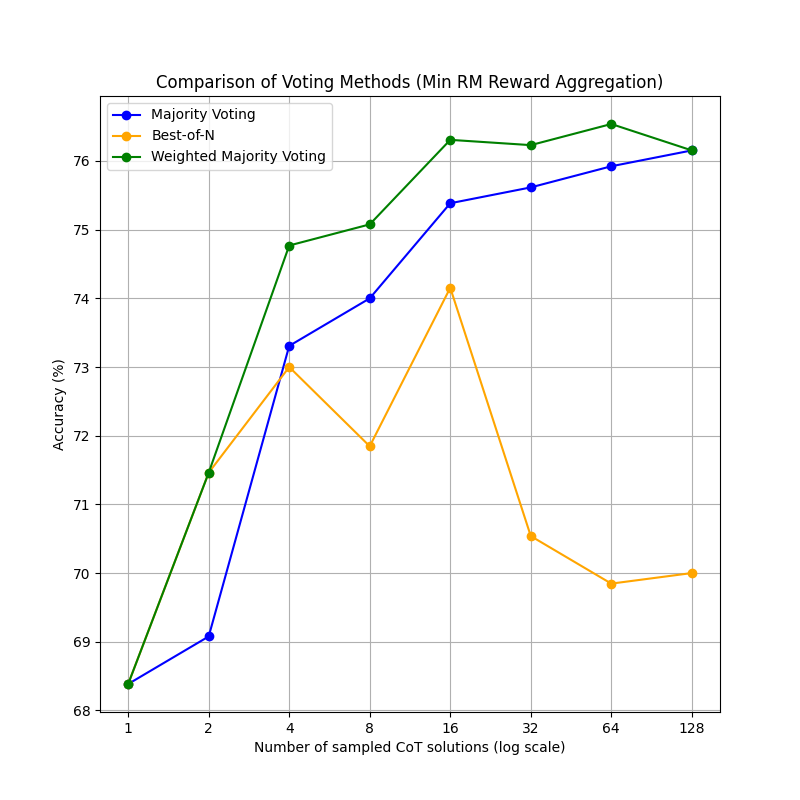 Comparison of Voting Methods (Min RM Reward Aggregation)
Majority Voting
Best-of-N
Weighted Majority Voting
Accuracy (%)
76
75
74
73
72
71
70
69
68
1 2 4 8 16 32 64 128
Number of sampled CoT solutions (log scale)